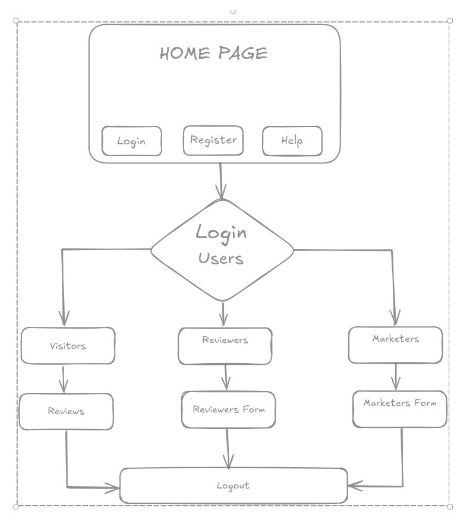 HOME PAGE
Login
Register
Help
Login
Users
Visitors
Reviewers
Marketers
Reviews
Reviewers Form
Marketers Form
Logout